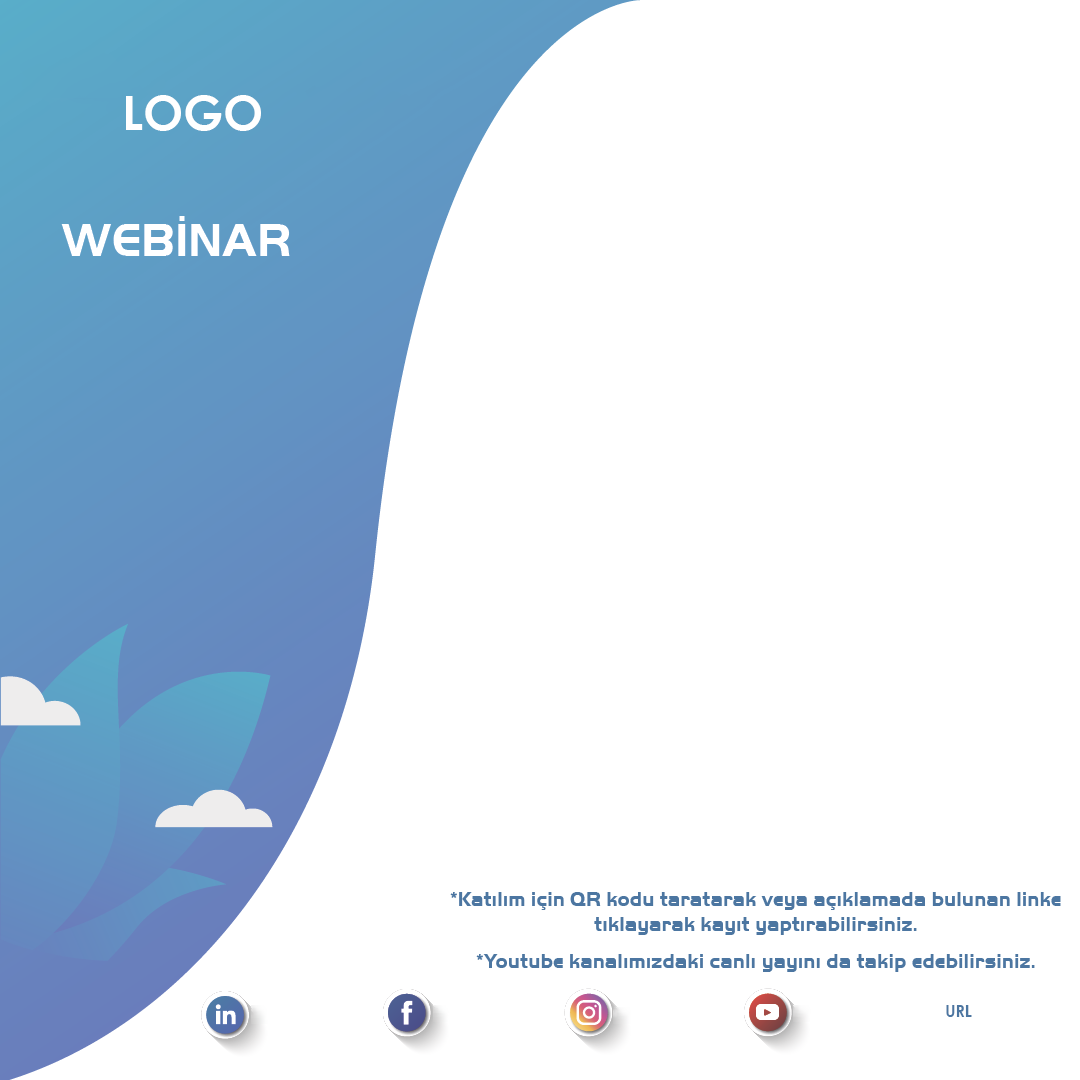 LOGO
WEBİNAR
*Katılım için QR kodu taratarak veya açıklamada bulunan linke
tıklayarak kayıt yaptırabilirsiniz.
*Youtube kanalımızdaki canlı yayını da takip edebilirsiniz.
in
f
URL